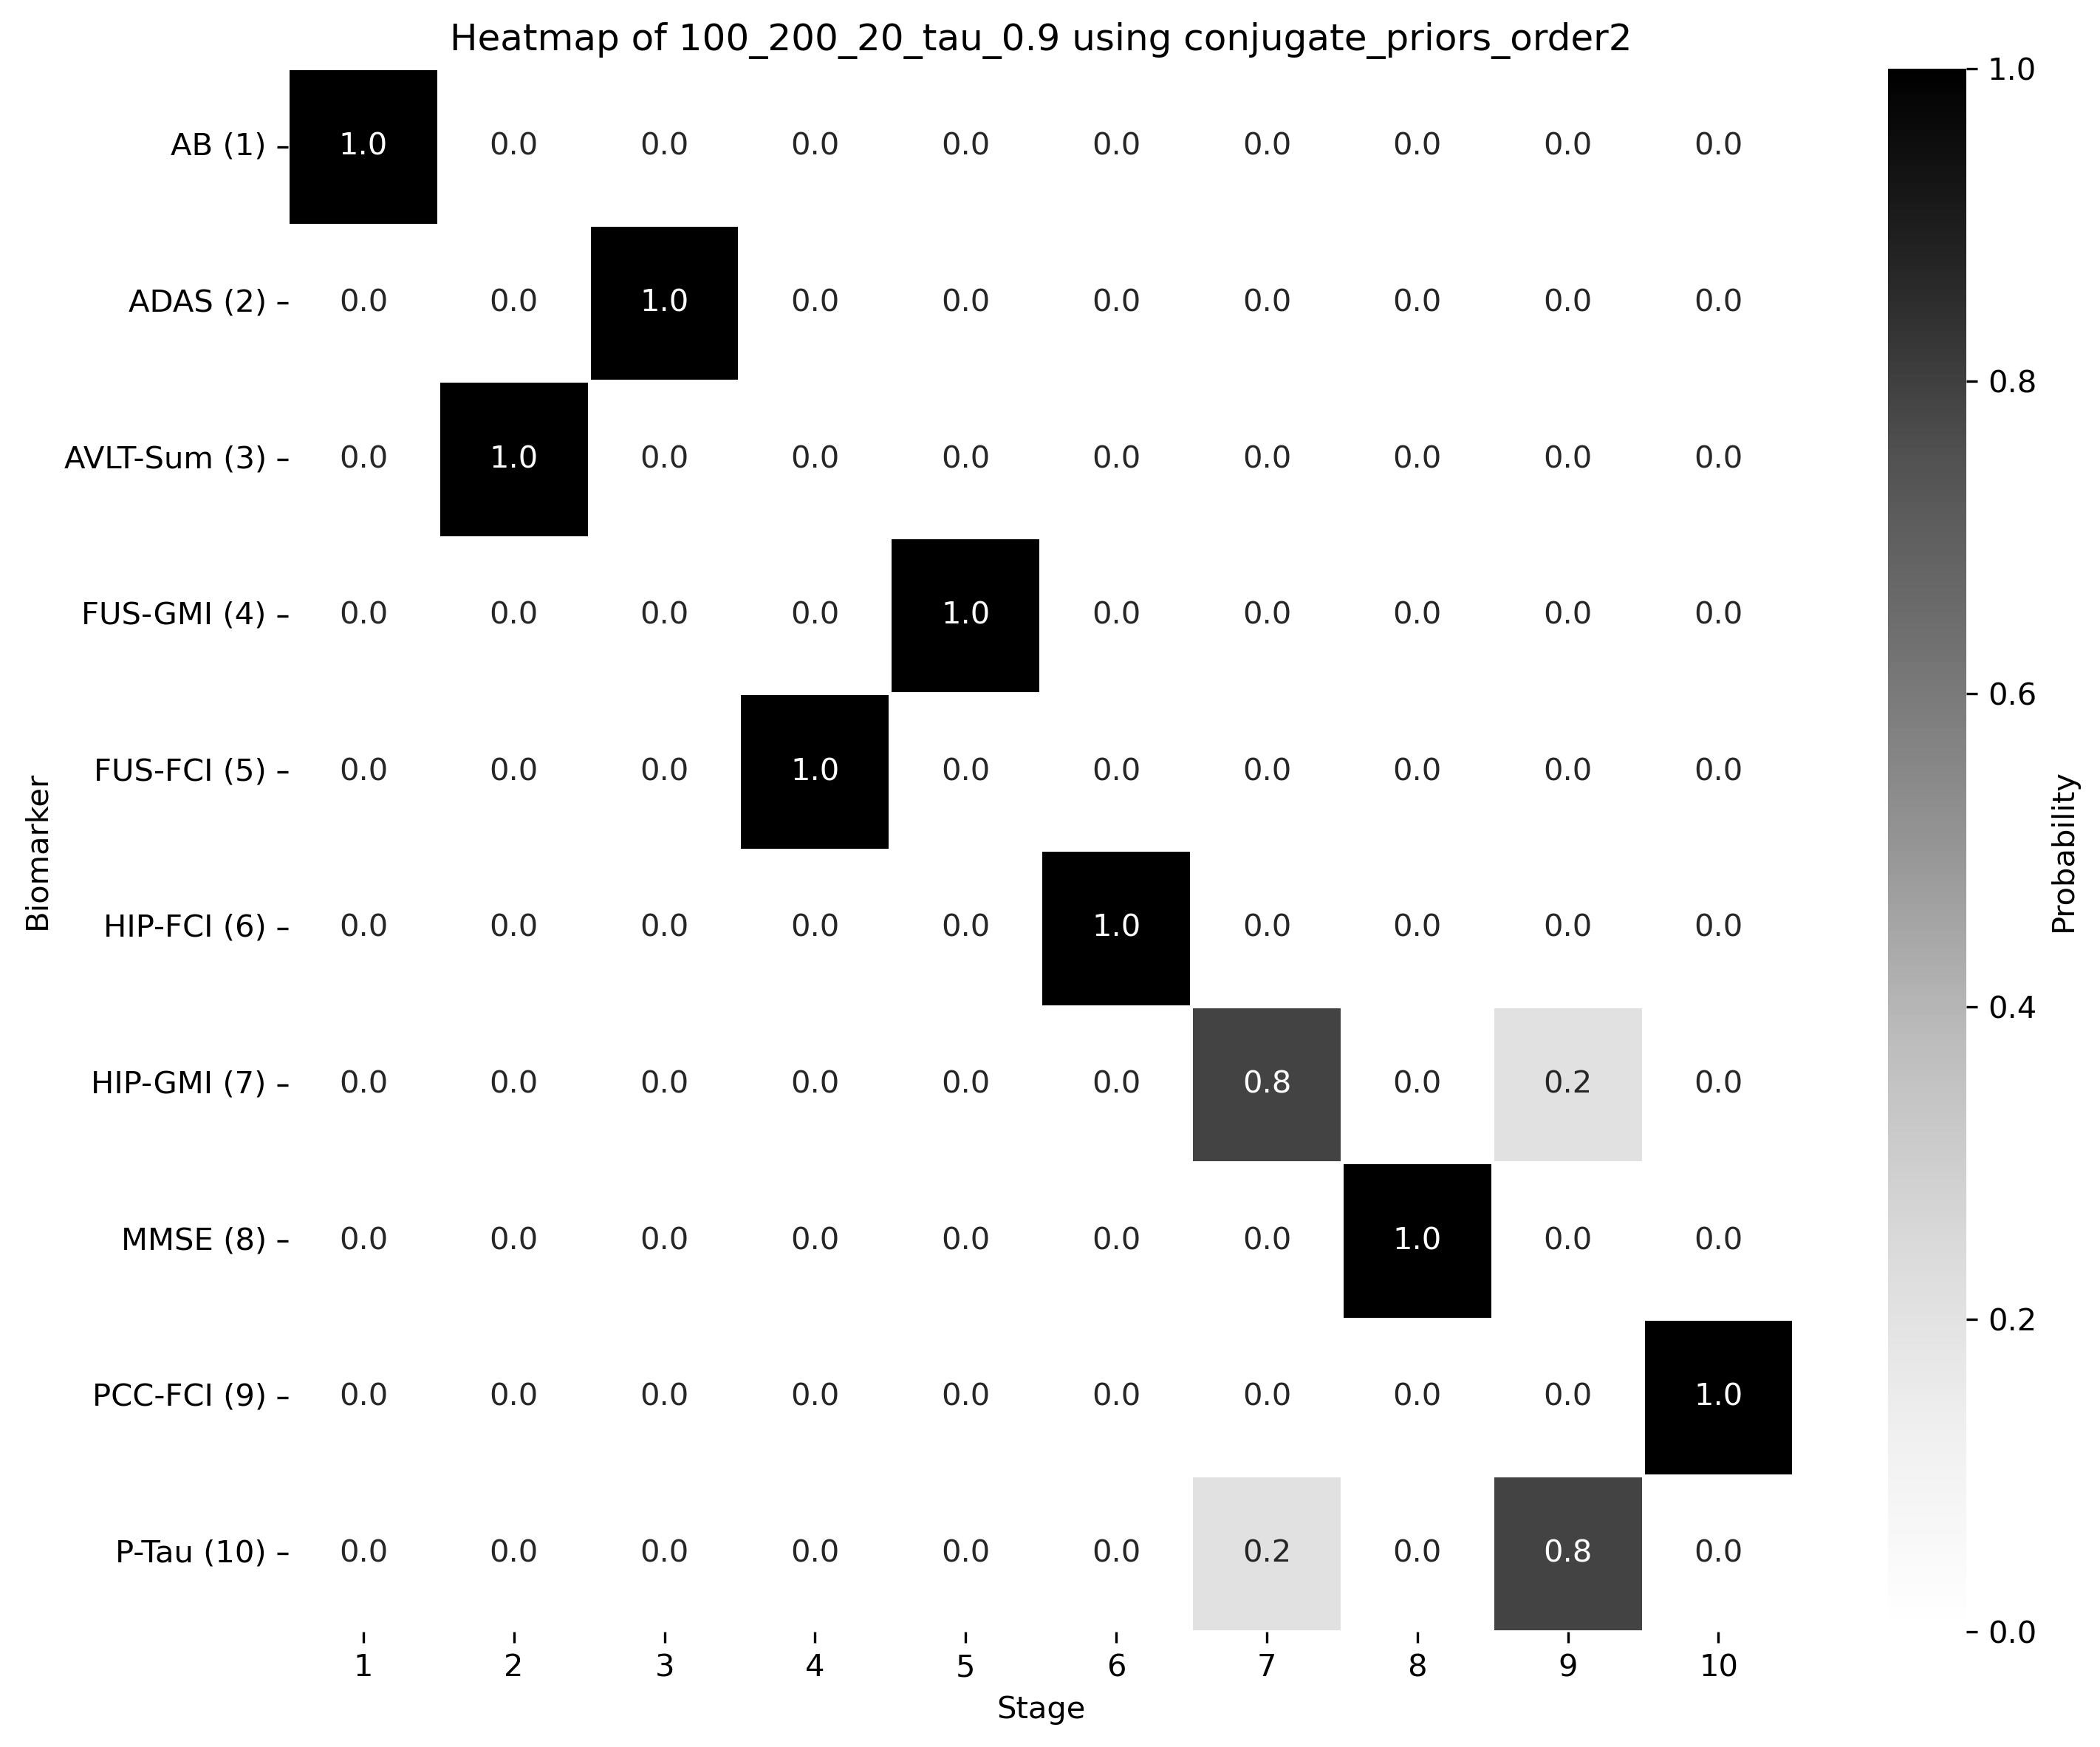 Heatmap of 100_200_20_tau_0.9 using conjugate_priors_order2
AB (1) 1.0 0.0 0.0 0.0 0.0 0.0 0.0 0.0 0.0 0.0
ADAS (2) 0.0 0.0 1.0 0.0 0.0 0.0 0.0 0.0 0.0 0.0
AVLT-Sum (3) 0.0 1.0 0.0 0.0 0.0 0.0 0.0 0.0 0.0 0.0
FUS-GMI (4) 0.0 0.0 0.0 0.0 1.0 0.0 0.0 0.0 0.0 0.0
FUS-FCI (5) 0.0 0.0 0.0 1.0 0.0 0.0 0.0 0.0 0.0 0.0
HIP-FCI (6) 0.0 0.0 0.0 0.0 0.0 1.0 0.0 0.0 0.0 0.0
HIP-GMI (7) 0.0 0.0 0.0 0.0 0.0 0.0 0.8 0.0 0.2 0.0
MMSE (8) 0.0 0.0 0.0 0.0 0.0 0.0 0.0 1.0 0.0 0.0
PCC-FCI (9) 0.0 0.0 0.0 0.0 0.0 0.0 0.0 0.0 0.0 1.0
P-Tau (10) 0.0 0.0 0.0 0.0 0.0 0.0 0.2 0.0 0.8 0.0
1 2 3 4 5 6 7 8 9 10
Stage
Biomarker
1.0
0.8
0.6
0.4
0.2
0.0
Probability